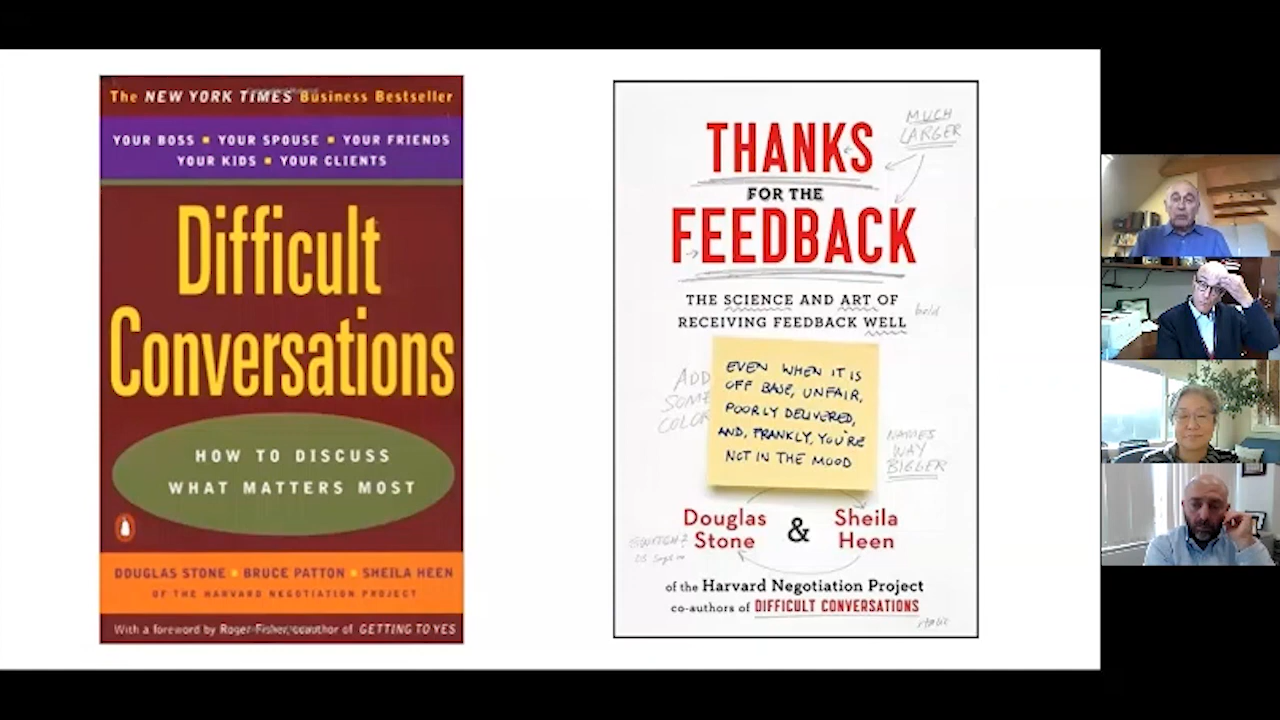 The NEW YORK TIMES Business Bestseller
YOUR BOSS ▪ YOUR SPOUSE ▪ YOUR FRIENDS
YOUR KIDS ▪ YOUR CLIENTS
Difficult
Conversations
HOW TO DISCUSS
WHAT MATTERS MOST
DOUGLAS STONE ▪ BRUCE PATTON ▪ SHEILA HEEN
OF THE HARVARD NEGOTIATION PROJECT
With a foreword by Roger Fisher, coauthor of GETTING TO YES
MUCH
LARGER
THANKS
FOR THE
FEEDBACK
THE SCIENCE AND ART OF
RECEIVING FEEDBACK WELL
bold
ADD
SOME
COLOR
EVEN WHEN IT IS
OFF BASE, UNFAIR,
POORLY DELIVERED,
AND, FRANKLY, YOU'RE
NOT IN THE MOOD
NAMES
WAY
BIGGER
Douglas
Stone
&
Sheila
Heen
of the Harvard Negotiation Project
co-authors of DIFFICULT CONVERSATIONS
italic